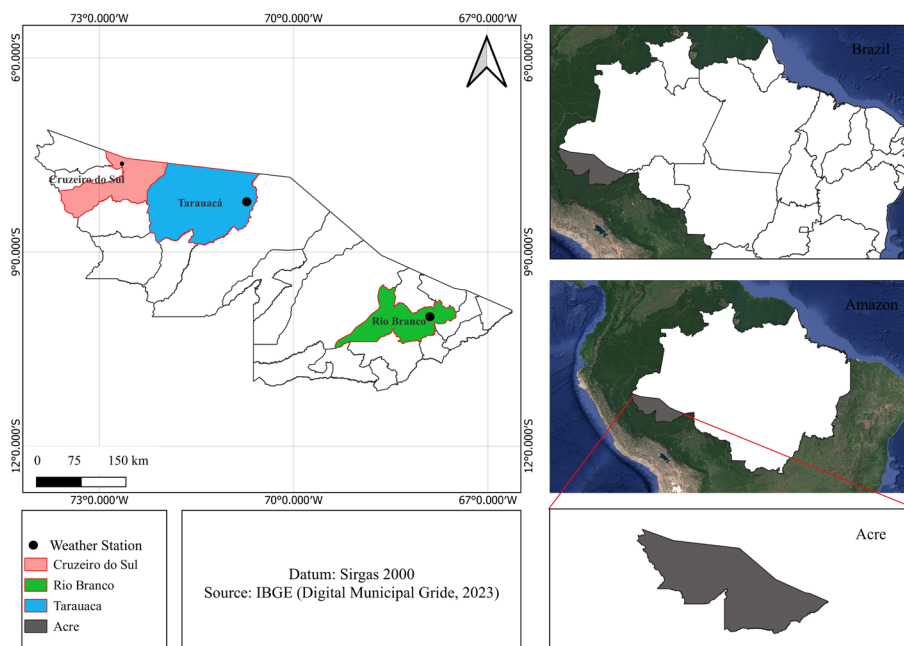 73°0.000'W
70°0.000'W
67°0.000'W
6°0.000'S
6°0.000'S
Cruzeiro do Sul
Tarauacá
9°0.000'S
9°0.000'S
Rio Branco
12°0.000'S
12°0.000'S
0 75 150 km
73°0.000'W
70°0.000'W
67°0.000'W
Weather Station
Cruzeiro do Sul
Rio Branco
Tarauaca
Acre
Datum: Sirgas 2000
Source: IBGE (Digital Municipal Gride, 2023)
Brazil
Amazon
Acre